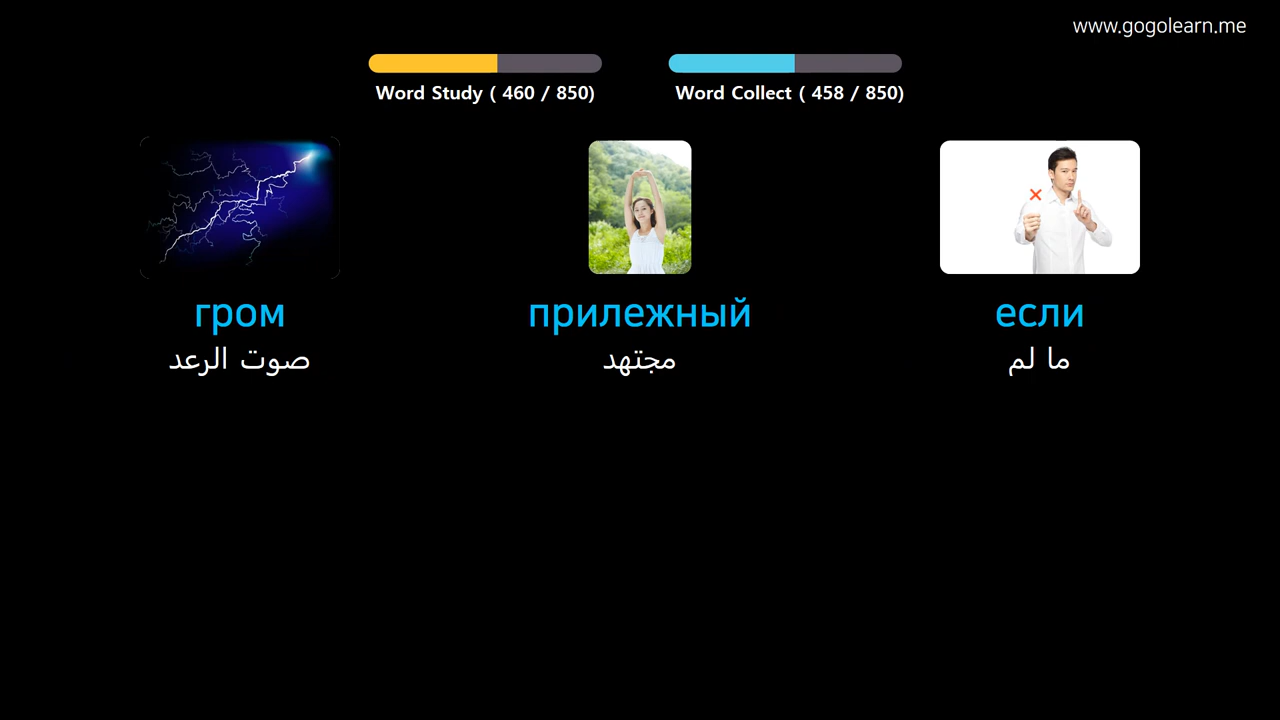 www.gogolearn.me
Word Study ( 460 / 850)
Word Collect ( 458 / 850)
гром
прилежный
если
صوت الرعد
مجتهد
ما لم